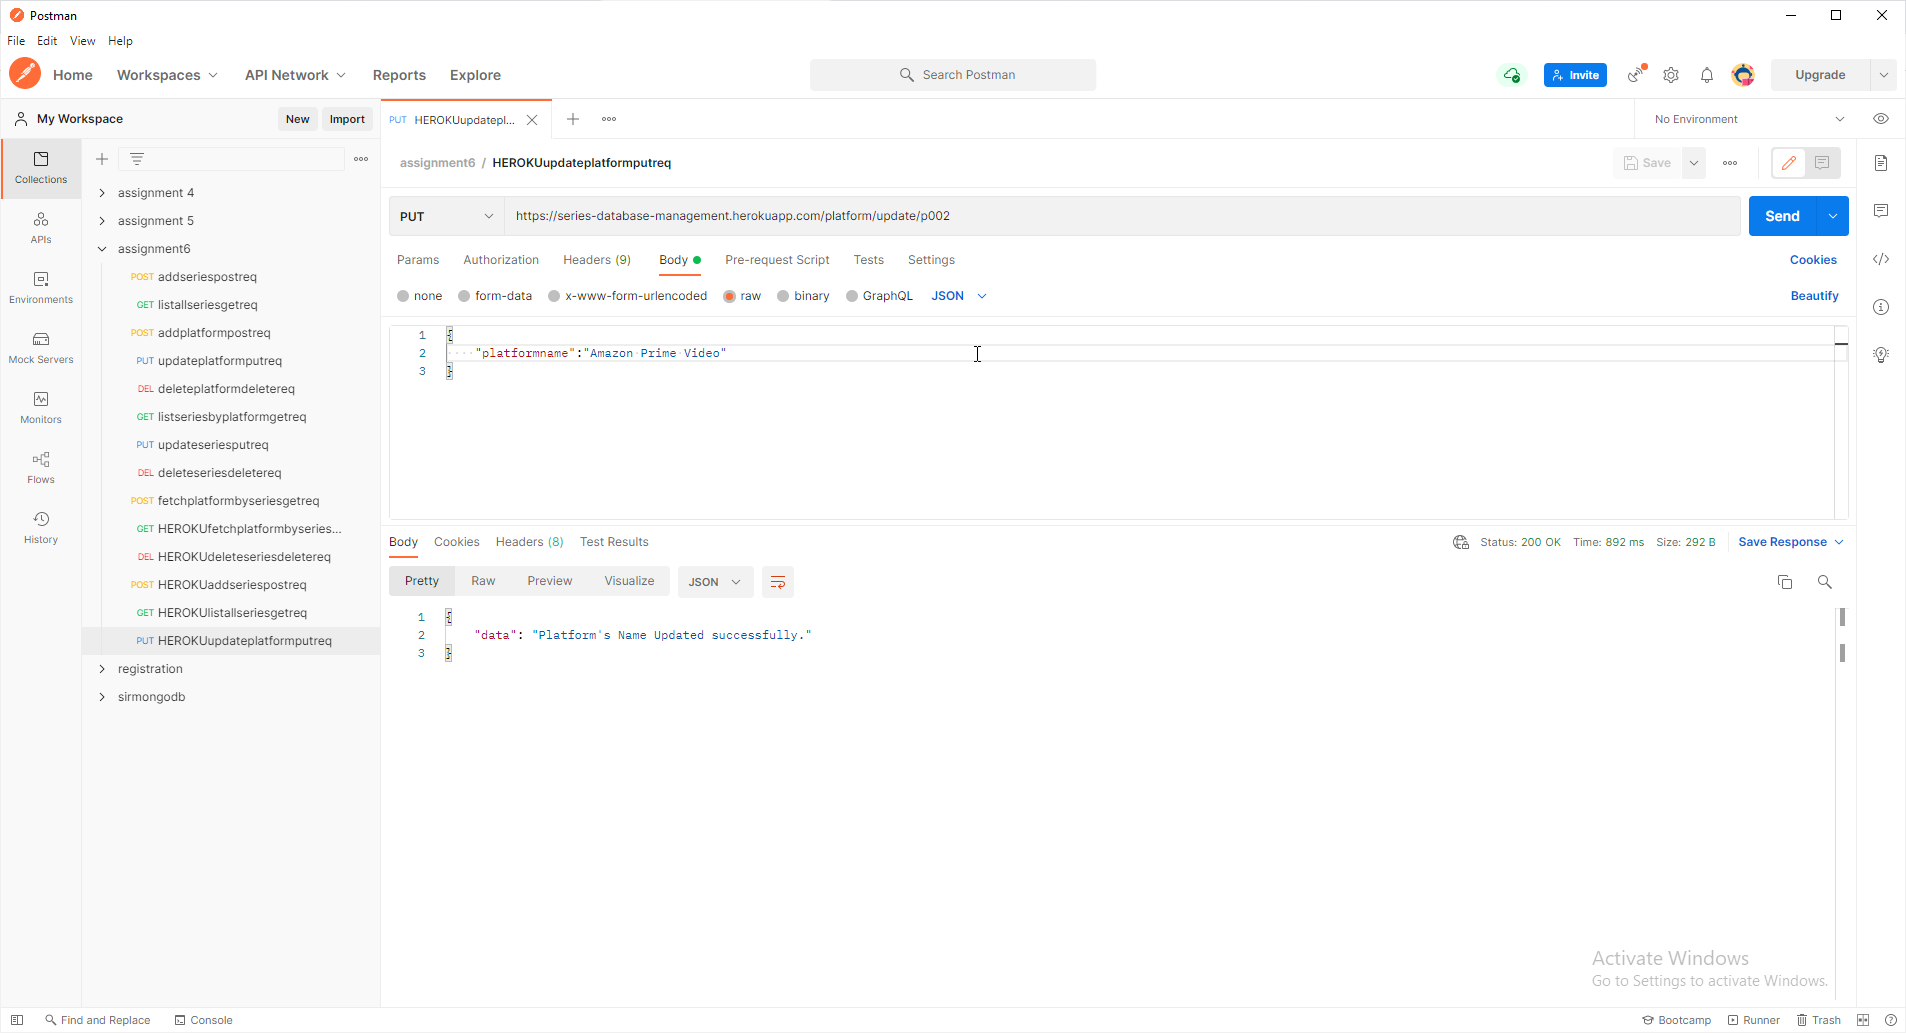 Postman
File Edit View Help
Home Workspaces API Network Reports Explore Search Postman Invite Upgrade
My Workspace New Import PUT HEROKUupdatepl... No Environment
assignment6 / HEROKUupdateplatformputreq Save
Collections
APIs
Environments
Mock Servers
Monitors
Flows
History
assignment 4
assignment 5
assignment6
POST addseriespostreq
GET listallseriesgetreq
POST addplatformpostreq
PUT updateplatformputreq
DEL deleteplatformdeletereq
GET listseriesbyplatformgetreq
PUT updateseriesputreq
DEL deleteseriesdeletereq
POST fetchplatformbyseriesgetreq
GET HEROKUfetchplatformbyseries...
DEL HEROKUdeleteseriesdeletereq
POST HEROKUaddseriespostreq
GET HEROKUlistallseriesgetreq
PUT HEROKUupdateplatformputreq
registration
sirmongodb
PUT https://series-database-management.herokuapp.com/platform/update/p002 Send
Params Authorization Headers (9) Body Pre-request Script Tests Settings Cookies
none form-data x-www-form-urlencoded raw binary GraphQL JSON Beautify
1 {
2 "platformname":"Amazon Prime Video"
3 }
Body Cookies Headers (8) Test Results Status: 200 OK Time: 892 ms Size: 292 B Save Response
Pretty Raw Preview Visualize JSON
1 {
2 "data": "Platform's Name Updated successfully."
3 }
Activate Windows
Go to Settings to activate Windows.
Find and Replace Console Bootcamp Runner Trash